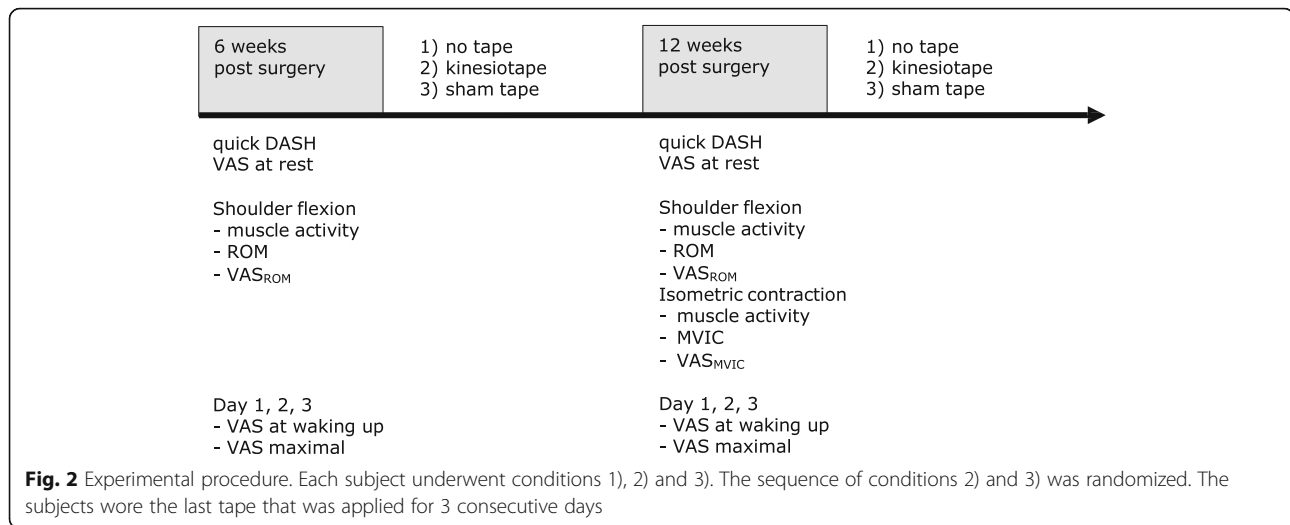 6 weeks
post surgery
1) no tape
2) kinesiotape
3) sham tape
12 weeks
post surgery
1) no tape
2) kinesiotape
3) sham tape
quick DASH
VAS at rest
Shoulder flexion
- muscle activity
- ROM
- VASROM
Day 1, 2, 3
- VAS at waking up
- VAS maximal
quick DASH
VAS at rest
Shoulder flexion
- muscle activity
- ROM
- VASROM
Isometric contraction
- muscle activity
- MVIC
- VASMVIC
Day 1, 2, 3
- VAS at waking up
- VAS maximal
Fig. 2 Experimental procedure. Each subject underwent conditions 1), 2) and 3). The sequence of conditions 2) and 3) was randomized. The
subjects wore the last tape that was applied for 3 consecutive days